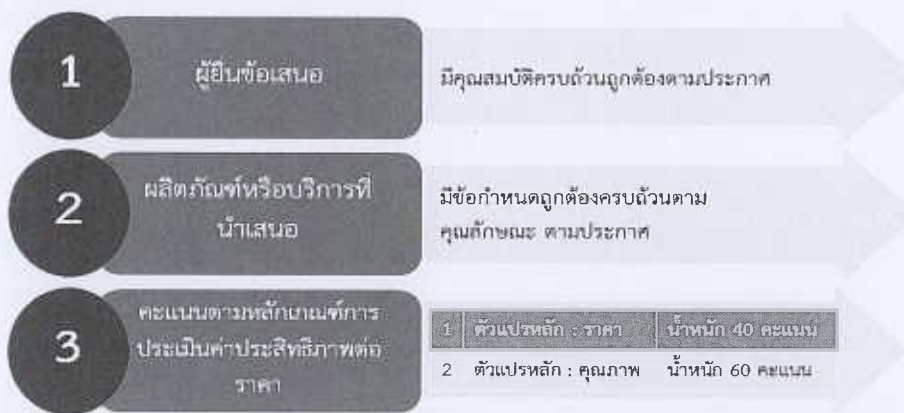 1
ผู้ยื่นข้อเสนอ
มีคุณสมบัติครบถ้วนถูกต้องตามประกาศ
2
ผลิตภัณฑ์หรือบริการที่
นำเสนอ
มีข้อกำหนดถูกต้องครบถ้วนตาม
คุณลักษณะ ตามประกาศ
3
คะแนนตามหลักเกณฑ์การ
ประเมินค่าประสิทธิภาพต่อ
ราคา
1 ตัวแปรหลัก : ราคา น้ำหนัก 40 คะแนน
2 ตัวแปรหลัก : คุณภาพ น้ำหนัก 60 คะแนน